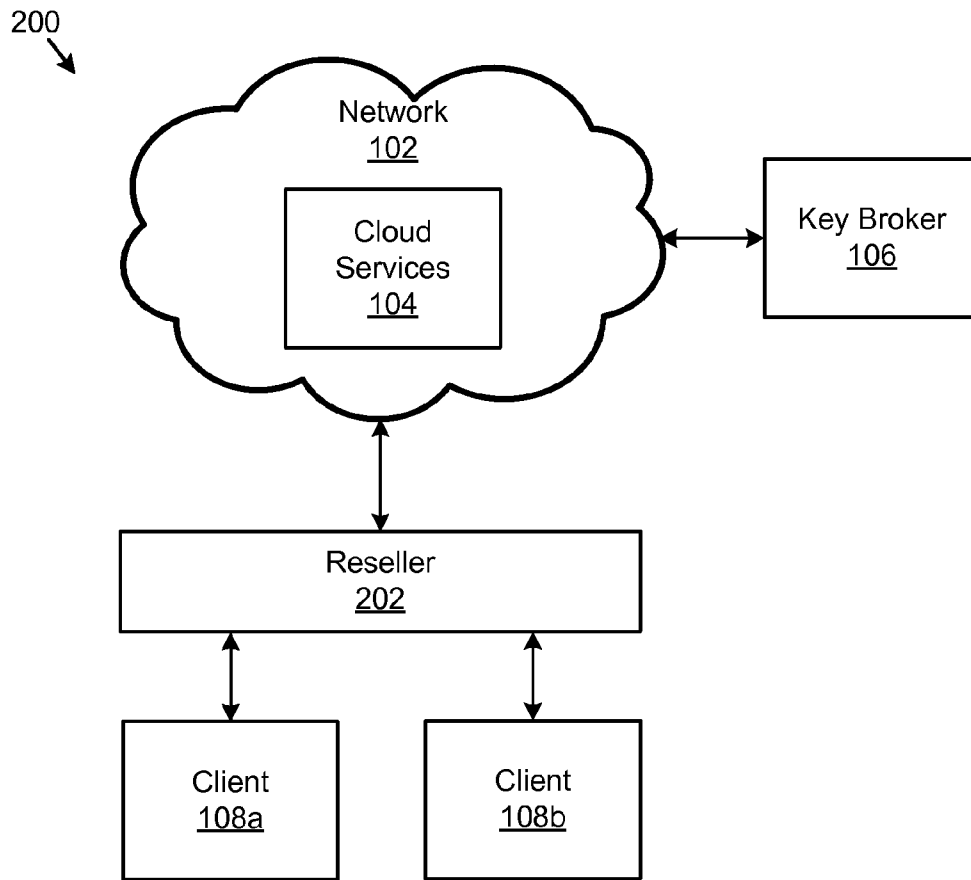 200
Network
102
Cloud
Services
104
Key Broker
106
Reseller
202
Client
108a
Client
108b